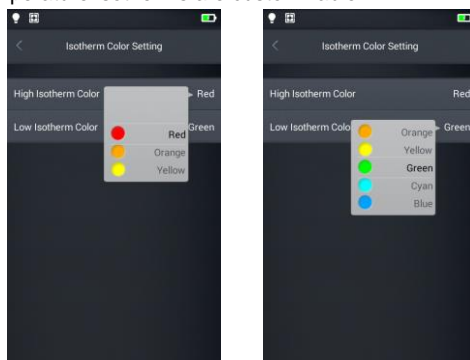 Isotherm Color Setting
High Isotherm Color
Red
Low Isotherm Color
Green
Red
Orange
Yellow
Isotherm Color Setting
High Isotherm Color
Red
Low Isotherm Colo
Green
Orange
Yellow
Green
Cyan
Blue